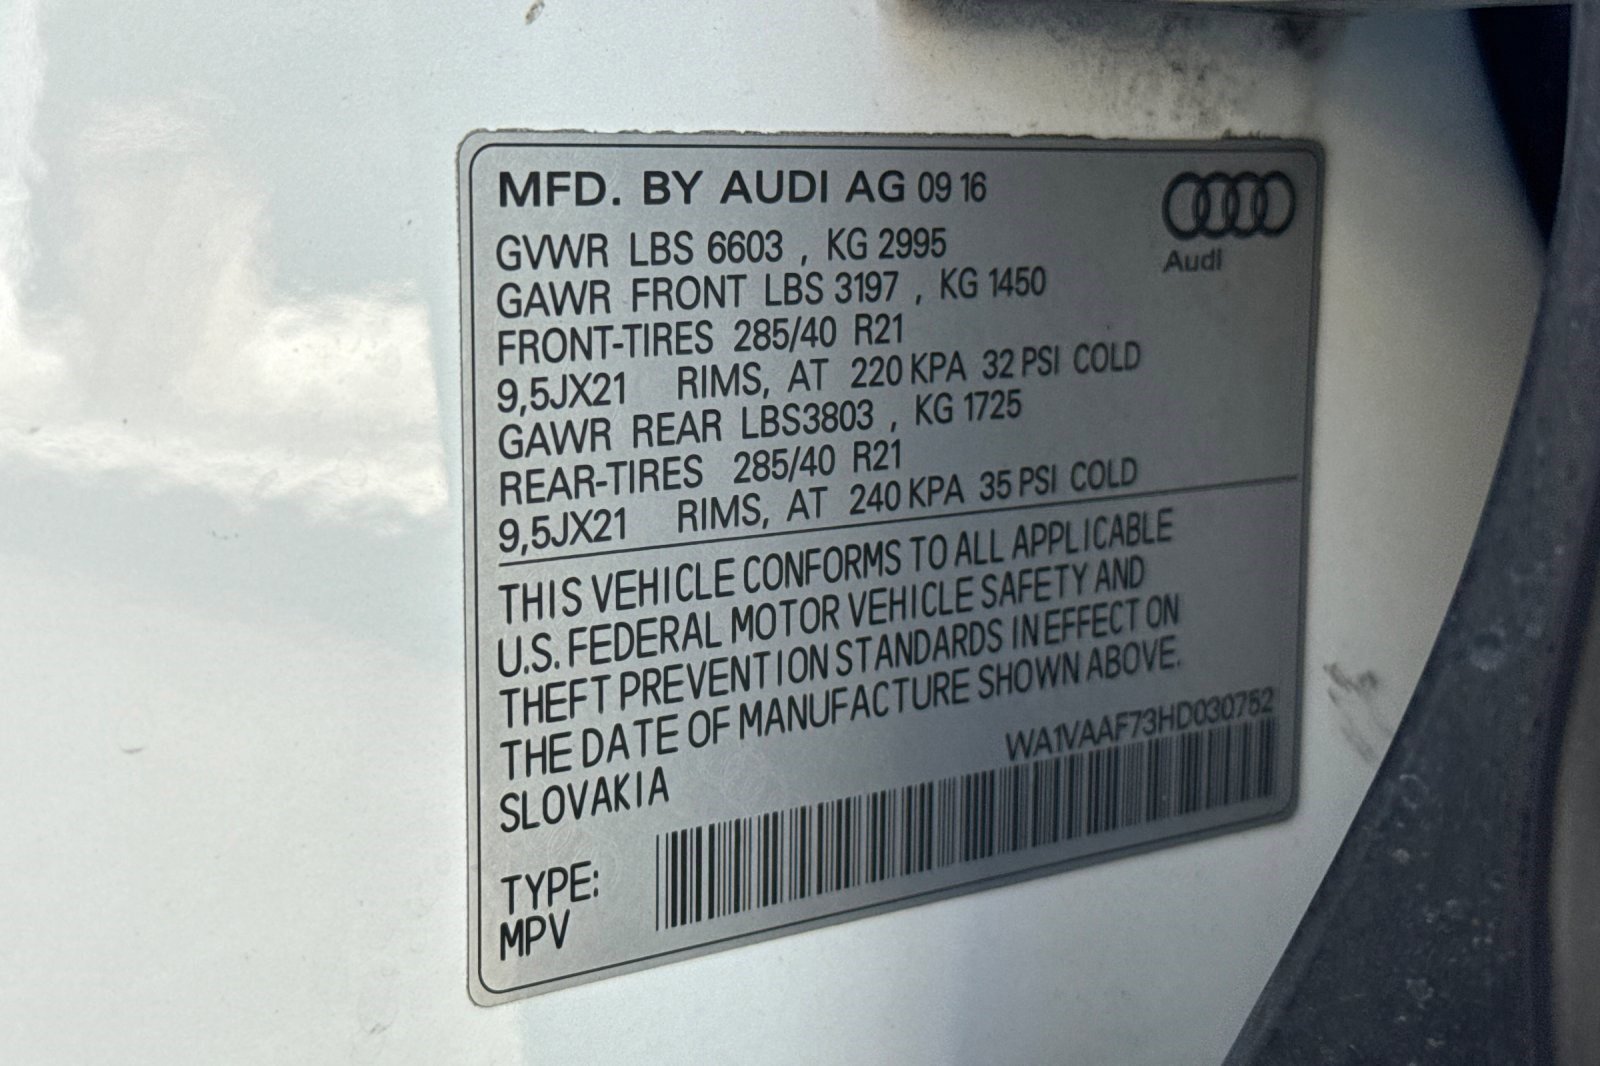 MFD. BY AUDI AG 09 16
Audi
GVWR LBS 6603 , KG 2995
GAWR FRONT LBS 3197 , KG 1450
FRONT-TIRES 285/40 R21
9,5JX21 RIMS, AT 220 KPA 32 PSI COLD
GAWR REAR LBS3803 , KG 1725
REAR-TIRES 285/40 R21
9,5JX21 RIMS, AT 240 KPA 35 PSI COLD
THIS VEHICLE CONFORMS TO ALL APPLICABLE
U.S. FEDERAL MOTOR VEHICLE SAFETY AND
THEFT PREVENTION STANDARDS IN EFFECT ON
THE DATE OF MANUFACTURE SHOWN ABOVE.
SLOVAKIA
WA1VAAF73HD030752
TYPE:
MPV